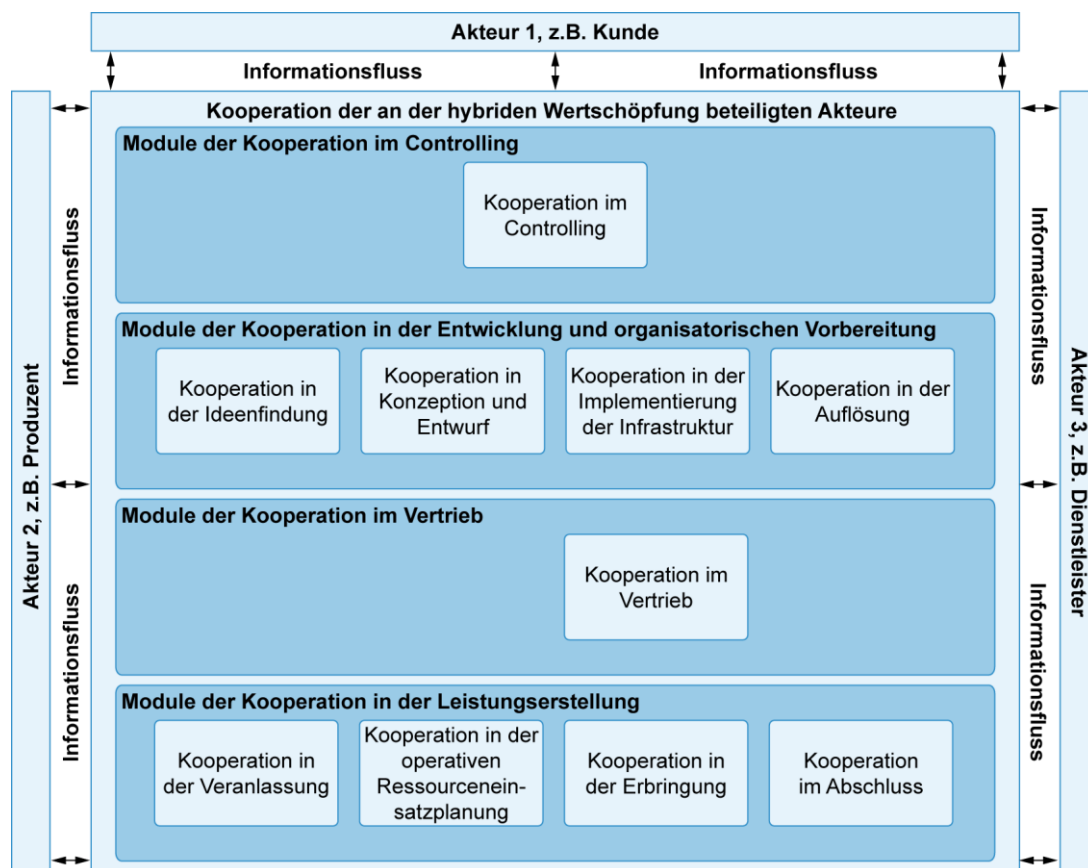 Akteur 1, z.B. Kunde
Informationsfluss
Informationsfluss
Akteur 2, z.B. Produzent
Informationsfluss
Informationsfluss
Kooperation der an der hybriden Wertschöpfung beteiligten Akteure
Module der Kooperation im Controlling
Kooperation im
Controlling
Module der Kooperation in der Entwicklung und organisatorischen Vorbereitung
Kooperation in
der Ideenfindung
Kooperation in
Konzeption und
Entwurf
Kooperation in der
Implementierung
der Infrastruktur
Kooperation in der
Auflösung
Module der Kooperation im Vertrieb
Kooperation im
Vertrieb
Module der Kooperation in der Leistungserstellung
Kooperation in
der Veranlassung
Kooperation in der
operativen
Ressourcenein-
satzplanung
Kooperation in
der Erbringung
Kooperation
im Abschluss
Informationsfluss
Informationsfluss
Akteur 3, z.B. Dienstleister